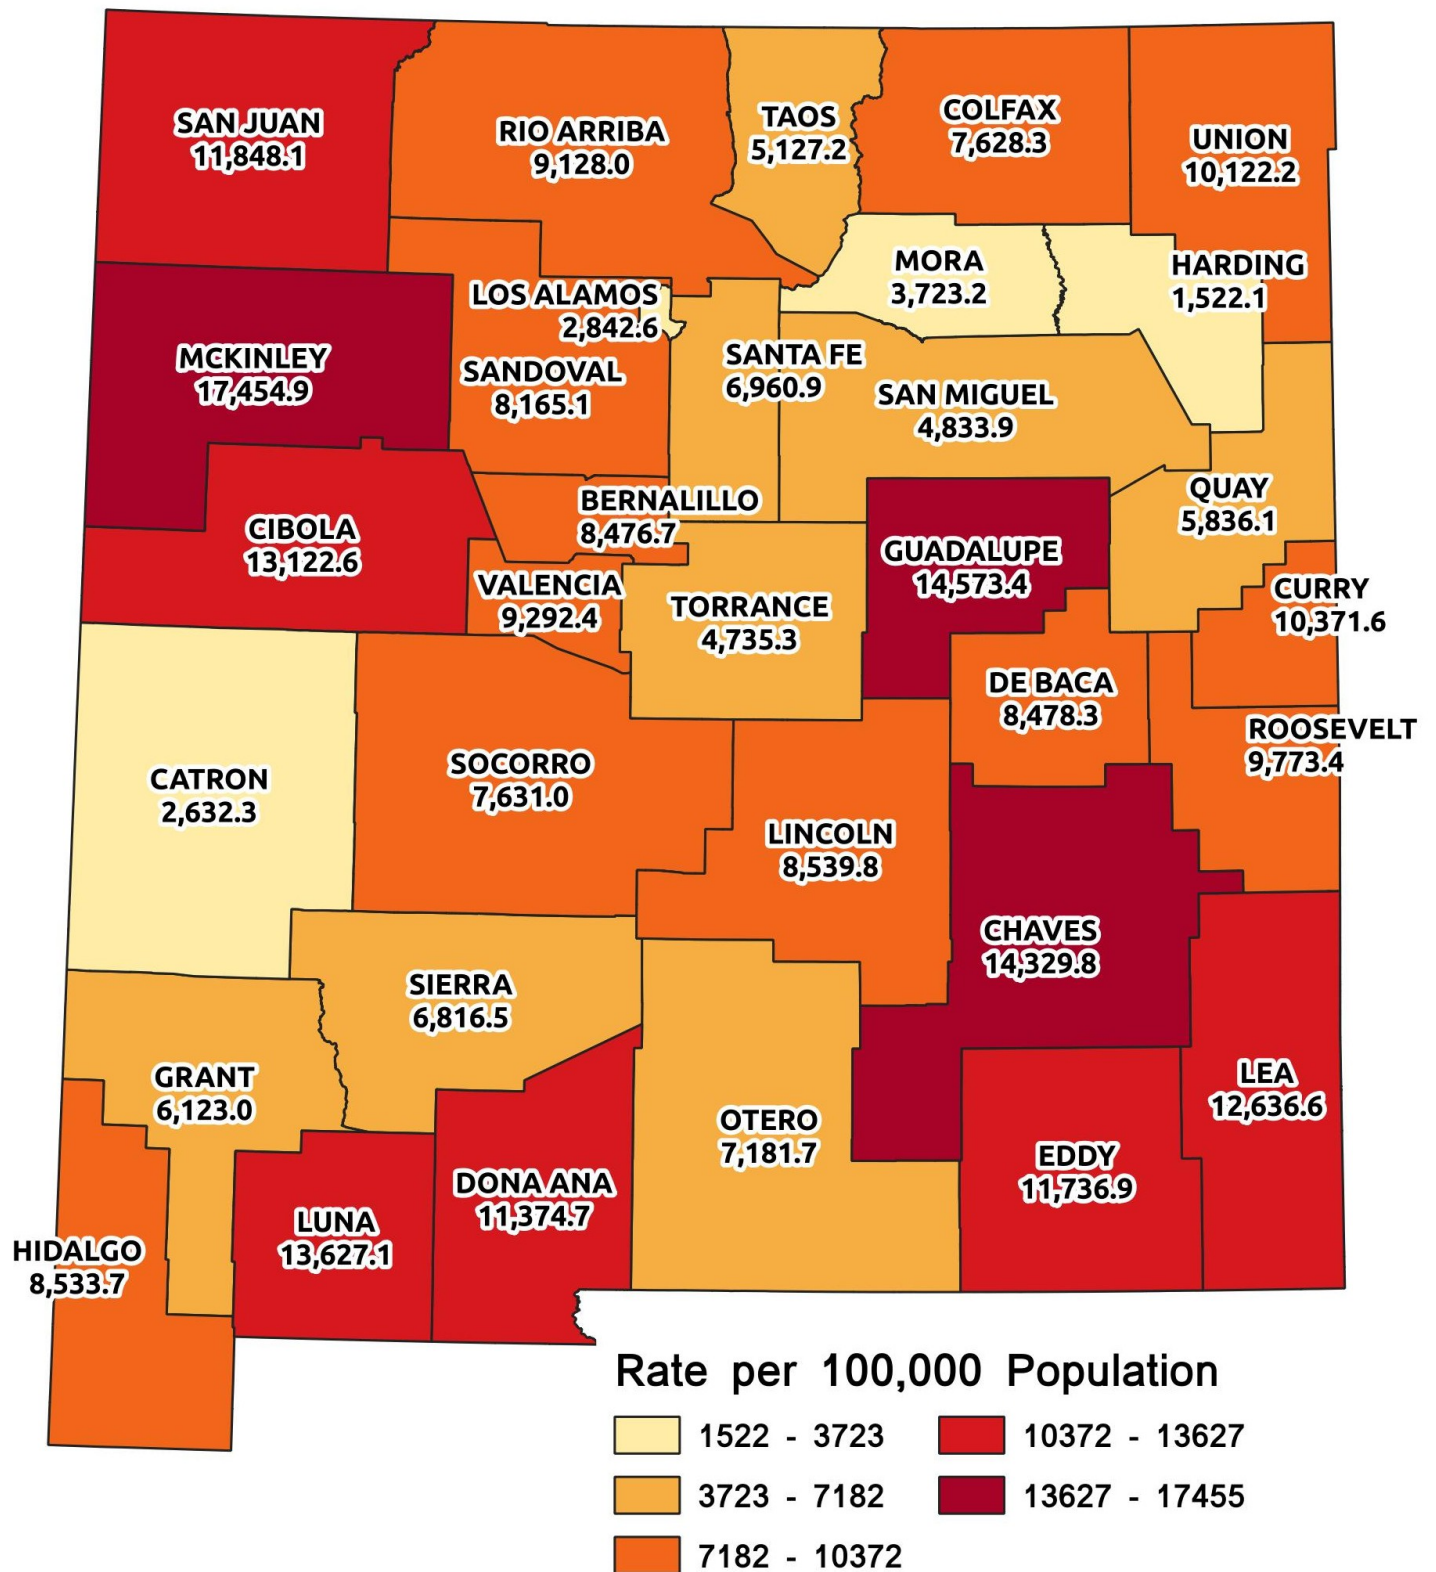 SAN JUAN
11,848.1
RIO ARRIBA
9,128.0
TAOS
5,127.2
COLFAX
7,628.3
UNION
10,122.2
MORA
3,723.2
HARDING
1,522.1
LOS ALAMOS
2,842.6
MCKINLEY
17,454.9
SANDOVAL
8,165.1
SANTA FE
6,960.9
SAN MIGUEL
4,833.9
QUAY
5,836.1
BERNALILLO
8,476.7
CIBOLA
13,122.6
GUADALUPE
14,573.4
VALENCIA
9,292.4
TORRANCE
4,735.3
CURRY
10,371.6
DE BACA
8,478.3
ROOSEVELT
9,773.4
CATRON
2,632.3
SOCORRO
7,631.0
LINCOLN
8,539.8
CHAVES
14,329.8
SIERRA
6,816.5
GRANT
6,123.0
OTERO
7,181.7
LEA
12,636.6
EDDY
11,736.9
DONA ANA
11,374.7
LUNA
13,627.1
HIDALGO
8,533.7
Rate per 100,000 Population
1522 - 3723
3723 - 7182
7182 - 10372
10372 - 13627
13627 - 17455